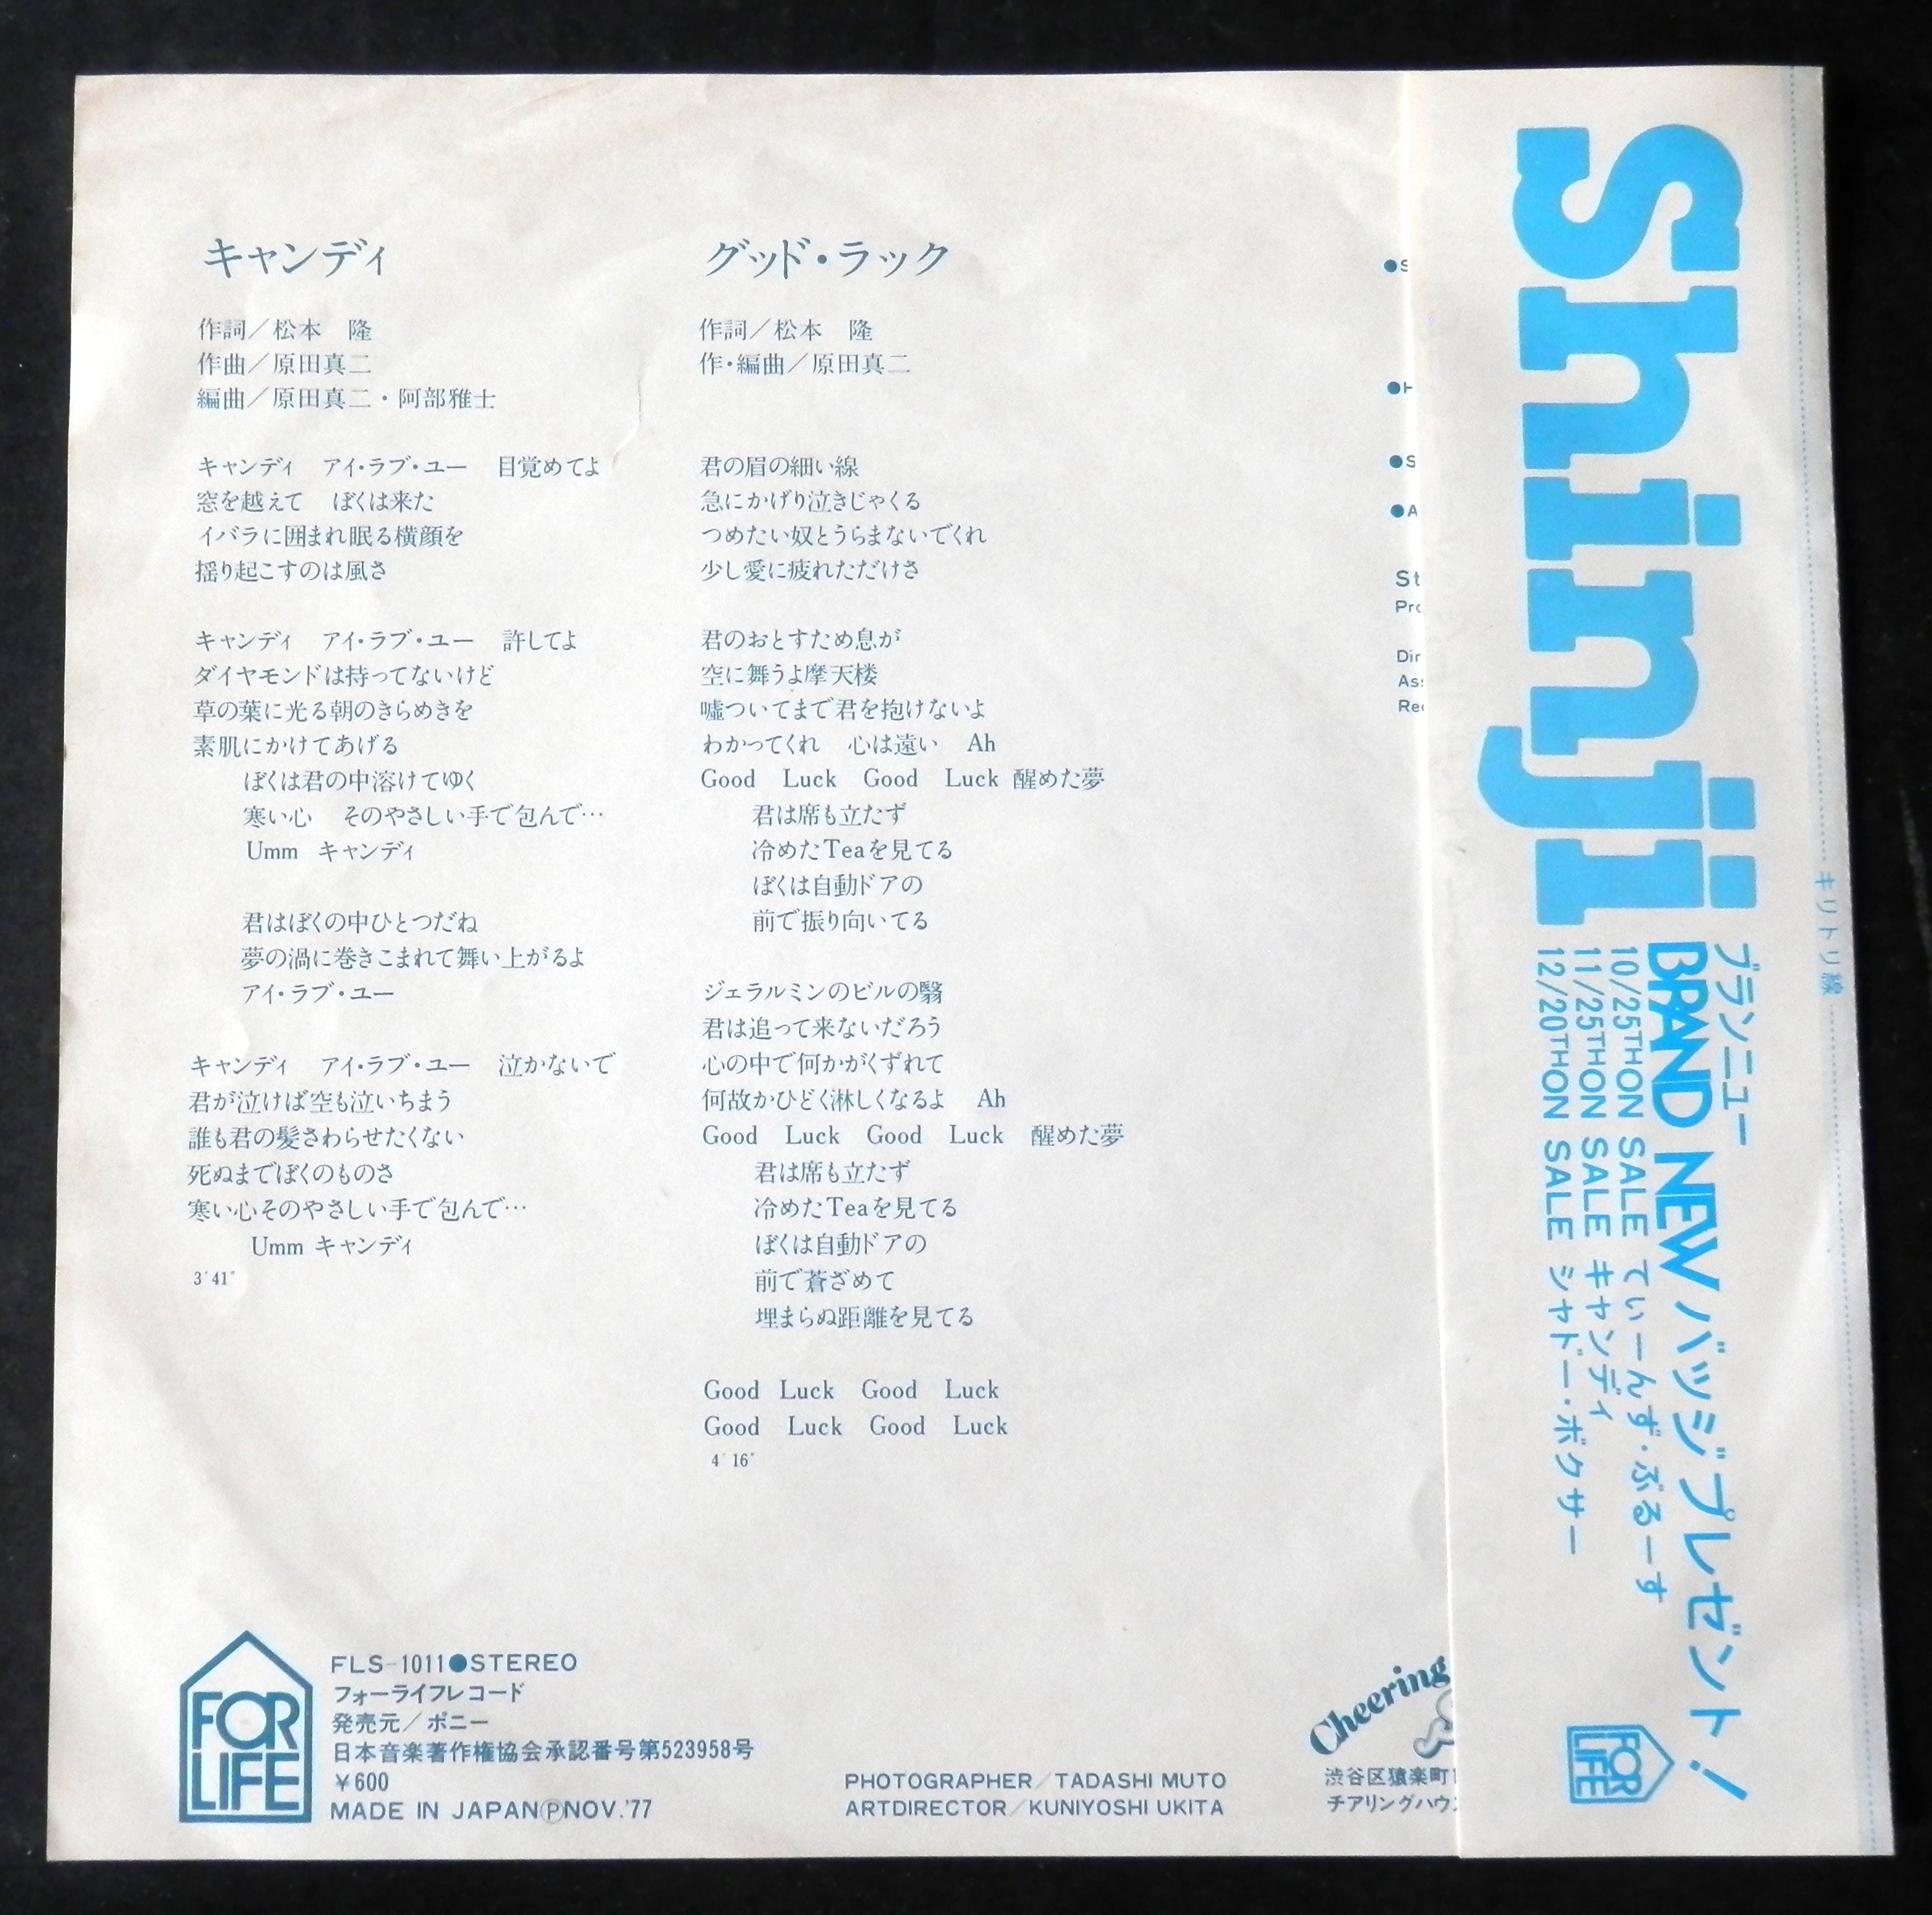 キャンディ
作詞／松本　隆
作曲／原田真二
編曲／原田真二・阿部雅士
キャンディ　アイ・ラブ・ユー　目覚めてよ
窓を越えて　ぼくは来た
イバラに囲まれ眠る横顔を
揺り起こすのは風さ
キャンディ　アイ・ラブ・ユー　許してよ
ダイヤモンドは持ってないけど
草の葉に光る朝のきらめきを
素肌にかけてあげる
ぼくは君の中溶けてゆく
寒い心　そのやさしい手で包んで…
Umm キャンディ
君はぼくの中ひとつだね
夢の渦に巻きこまれて舞い上がるよ
アイ・ラブ・ユー
キャンディ　アイ・ラブ・ユー　泣かないで
君が泣けば空も泣いちまう
誰も君の髪さわらせたくない
死ぬまでぼくのものさ
寒い心そのやさしい手で包んで…
Umm キャンディ
3′41″
グッド・ラック
作詞／松本　隆
作・編曲／原田真二
君の眉の細い線
急にかげり泣きじゃくる
つめたい奴とうらまないでくれ
少し愛に疲れただけさ
君のおとすため息が
空に舞うよ摩天楼
嘘ついてまで君を抱けないよ
わかってくれ　心は遠い　Ah
Good Luck Good Luck 醒めた夢
君は席も立たず
冷めたTeaを見てる
ぼくは自動ドアの
前で振り向いてる
ジェラルミンのビルの翳
君は追って来ないだろう
心の中で何かがくずれて
何故かひどく淋しくなるよ　Ah
Good Luck Good Luck 醒めた夢
君は席も立たず
冷めたTeaを見てる
ぼくは自動ドアの
前で蒼ざめて
埋まらぬ距離を見てる
Good Luck Good Luck
Good Luck Good Luck
4′16″
●S
●H
●S
●A
St
Pro
Dir
Ass
Rec
FOR LIFE
FLS-1011●STEREO
フォーライフレコード
発売元／ポニー
日本音楽著作権協会承認番号第523958号
￥600
MADE IN JAPANⓅNOV.'77
PHOTOGRAPHER／TADASHI MUTO
ARTDIRECTOR／KUNIYOSHI UKITA
Cheering
渋谷区猿楽町1
チアリングハウ
Shinji
ブランニュー
BRAND NEW バッジプレゼント！
10/25TH ON SALE てぃーんず・ぶるーす
11/25TH ON SALE キャンディ
12/20TH ON SALE シャドー・ボクサー
FOR LIFE
キリトリ線